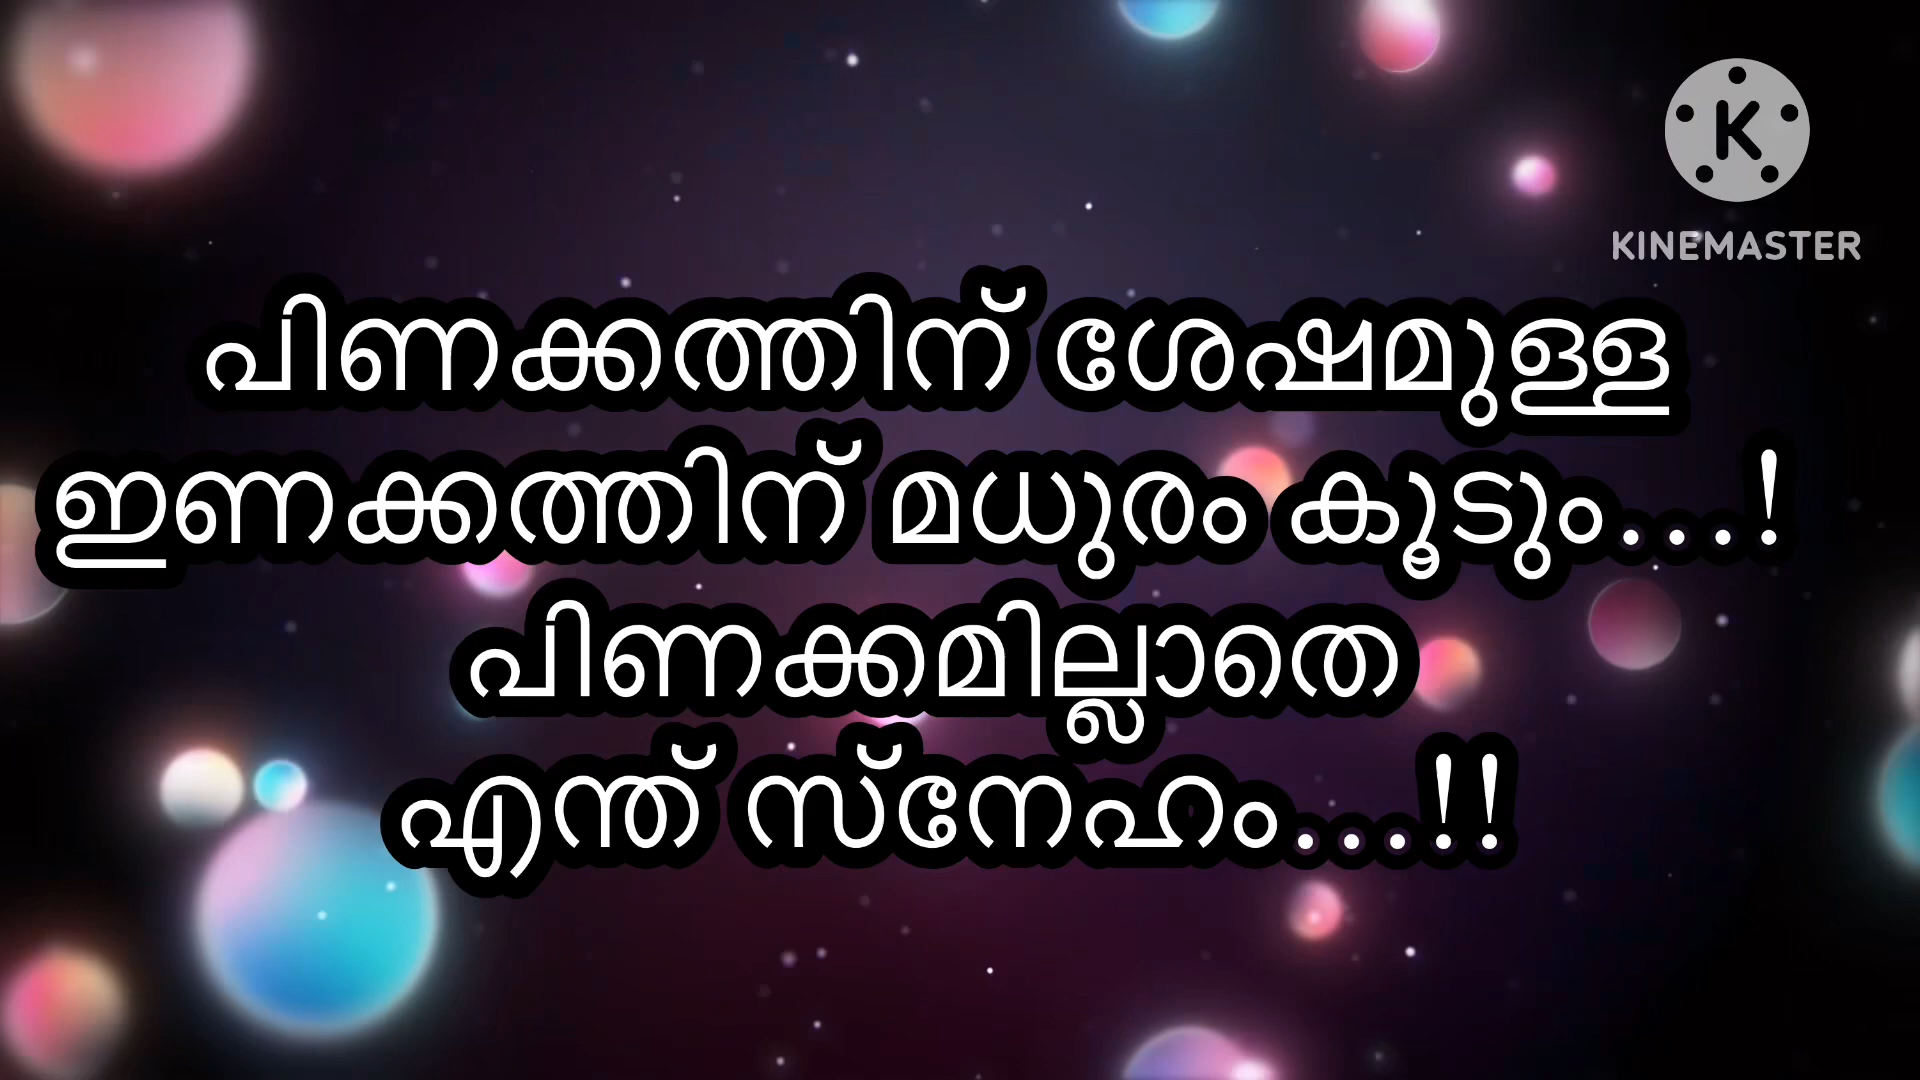 KINEMASTER
പിണക്കത്തിന് ശേഷമുള്ള
ഇണക്കത്തിന് മധുരം കൂടും...!
പിണക്കമില്ലാതെ
എന്ത് സ്നേഹം...!!